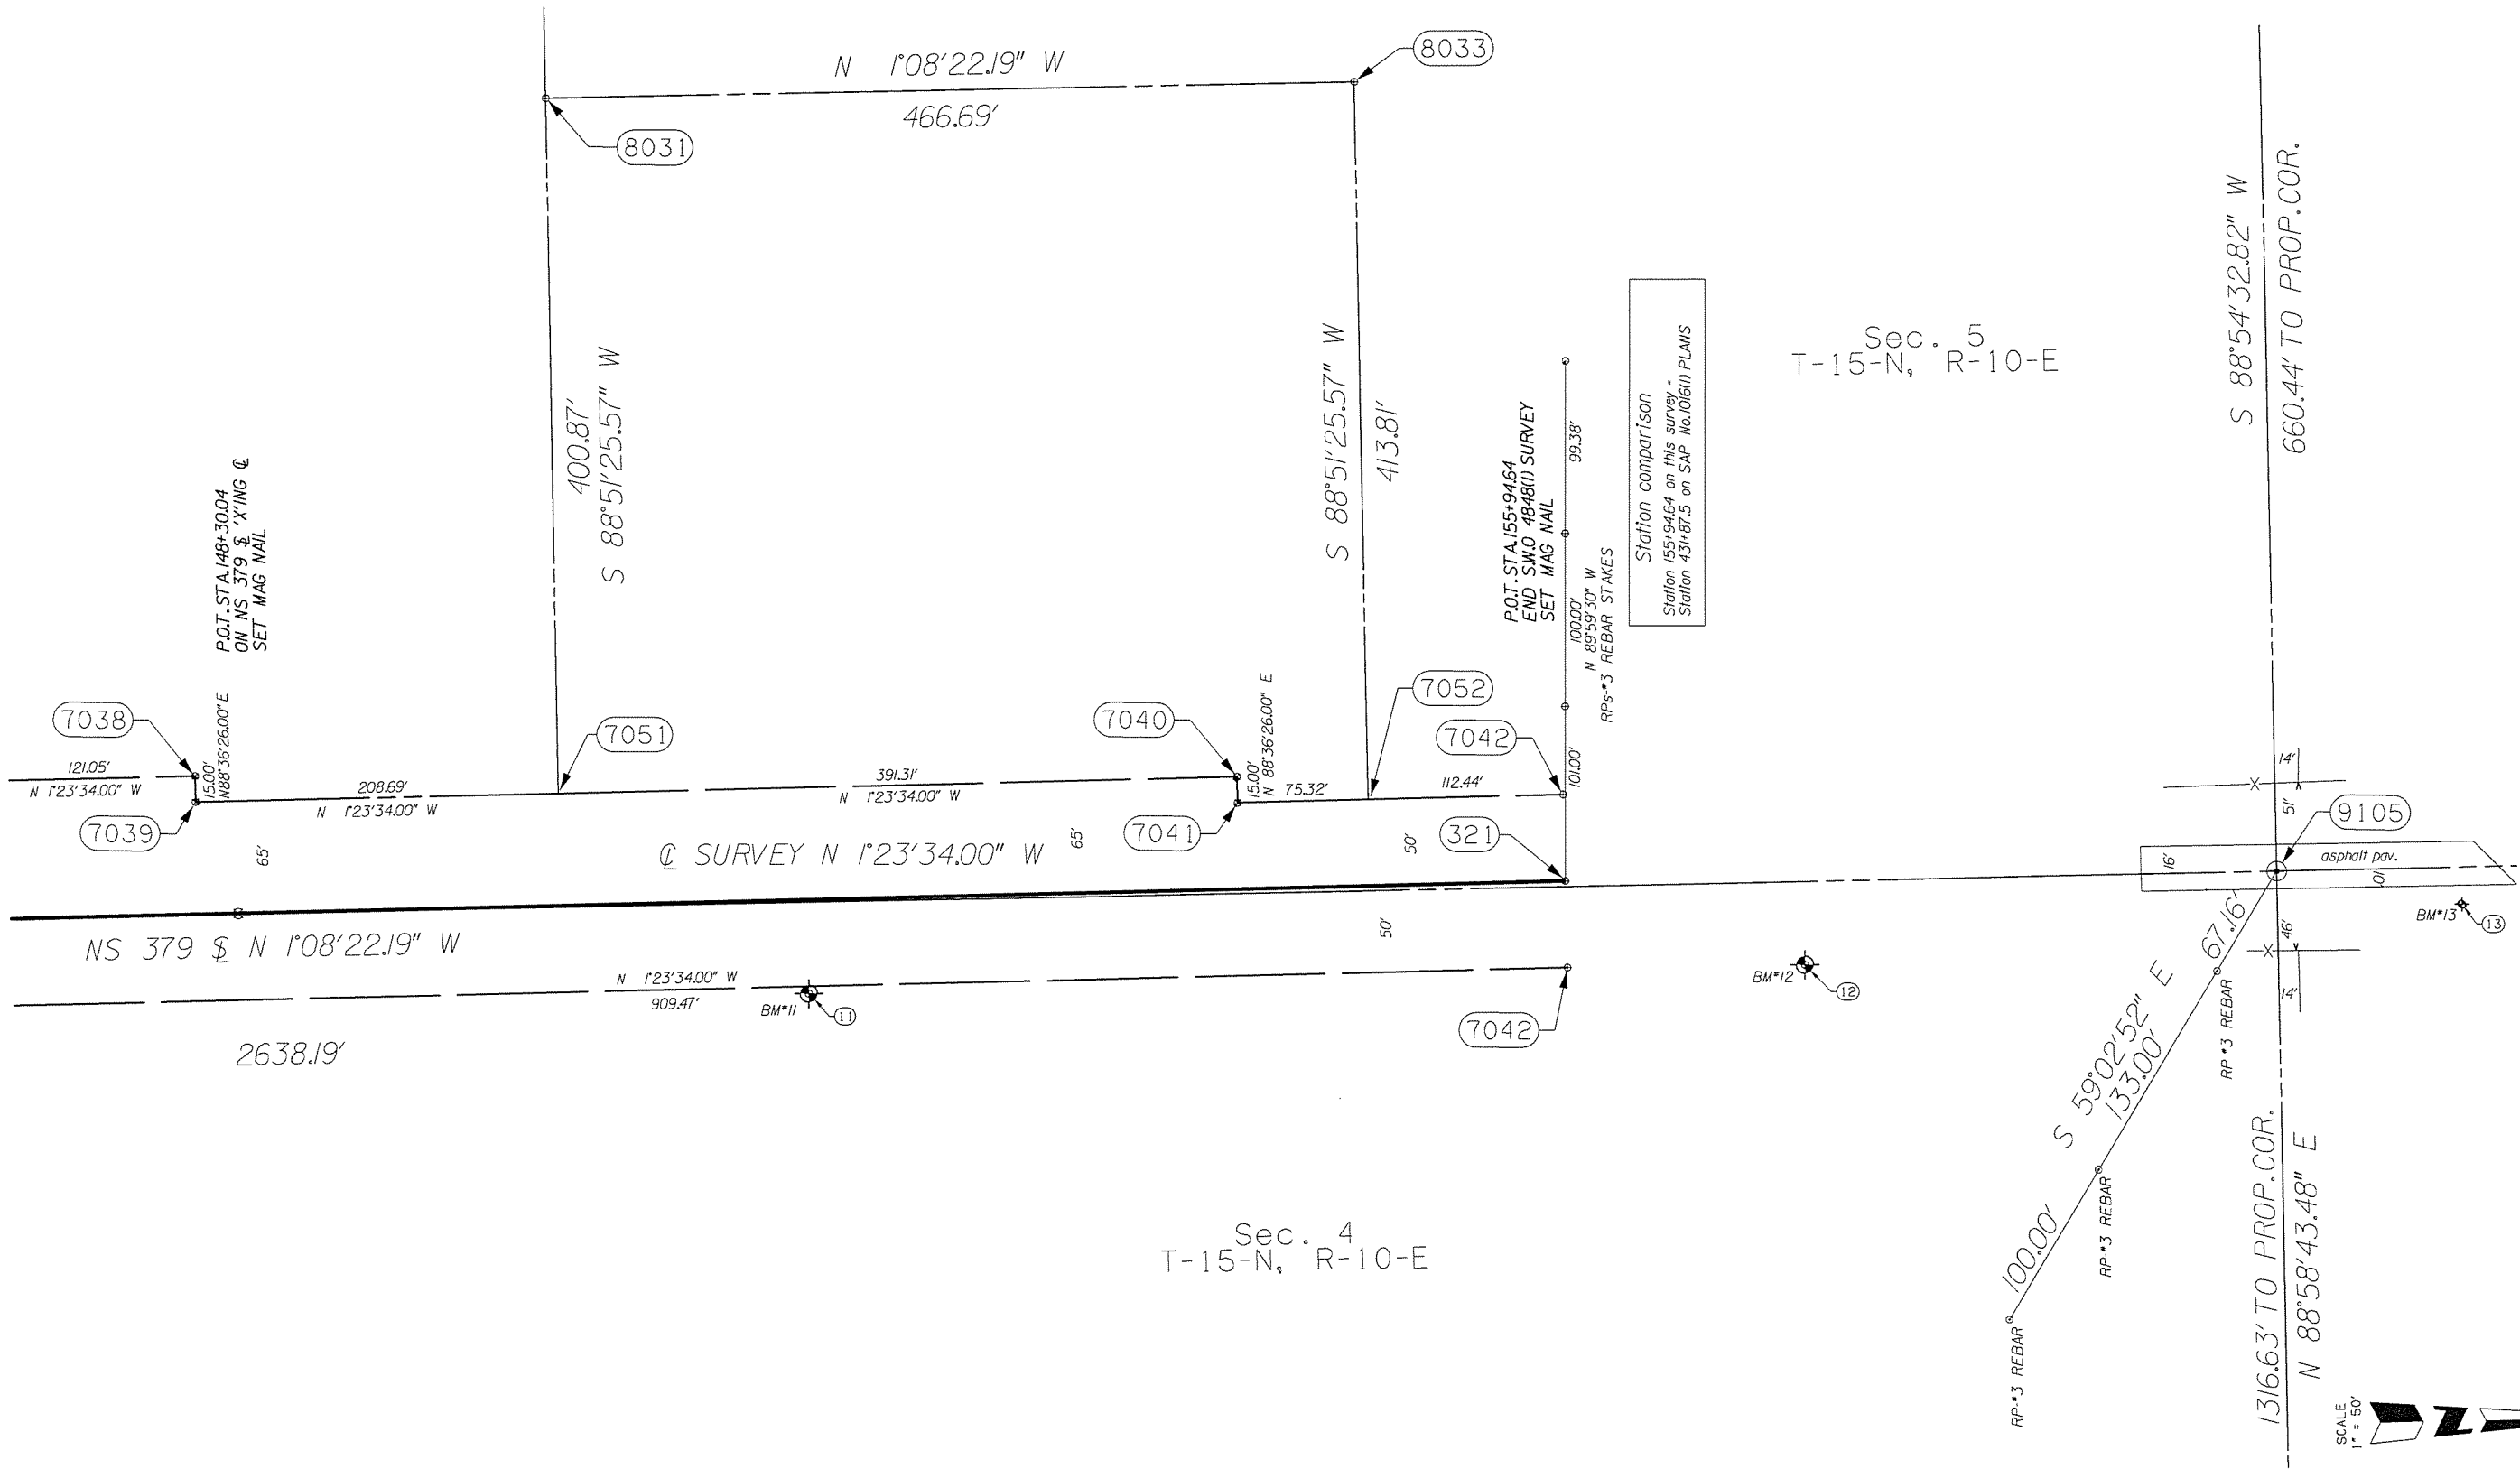 N 1°08'22.19" W
466.69'
8033
8031
S 88°54'32.82" W
660.44' TO PROP. COR.
Sec. 5
T-15-N, R-10-E
400.87'
S 88°51'25.57" W
S 88°51'25.57" W
413.81'
P.O.T. STA.148+30.04
ON NS 379 ⅊ 'X'ING ℄
SET MAG NAIL
P.O.T. STA.155+94.64
END S.W.O 4848(1) SURVEY
SET MAG NAIL
99.38'
100.00'
N 89°59'30" W
RPs-#3 REBAR STAKES
101.00'
Station comparison
Station 155+94.64 on this survey =
Station 431+87.5 on SAP No.1016(1) PLANS
7038
121.05'
N 1°23'34.00" W
15.00'
N88°36'26.00" E
7039
208.69'
N 1°23'34.00" W
7051
391.31'
N 1°23'34.00" W
7040
15.00'
N 88°36'26.00" E
7041
75.32'
7052
112.44'
7042
65'
℄ SURVEY N 1°23'34.00" W
65'
50'
321
14'
X
51'
9105
16'
asphalt pav.
10'
NS 379 ⅊ N 1°08'22.19" W
N 1°23'34.00" W
909.47'
2638.19'
BM#11
11
50'
7042
BM#12
12
BM#13
13
46'
X
14'
67.16'
RP-#3 REBAR
S 59°02'52" E
133.00'
RP-#3 REBAR
100.00'
RP-#3 REBAR
1316.63' TO PROP. COR.
N 88°58'43.48" E
Sec. 4
T-15-N, R-10-E
SCALE
1" = 50'
N